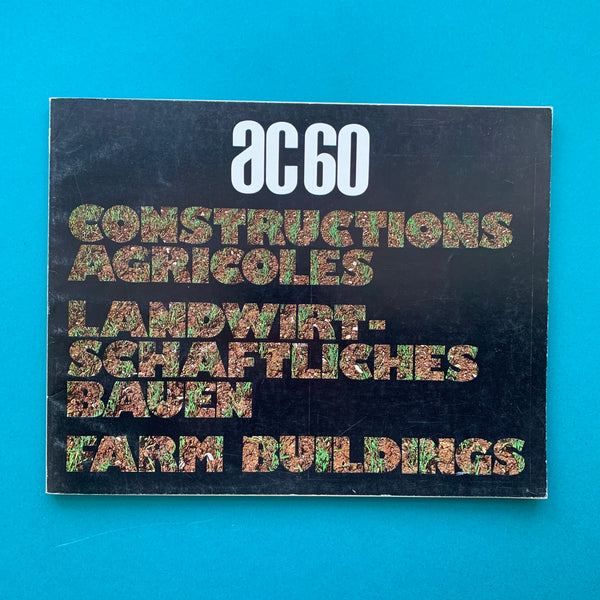 ac60
CONSTRUCTIONS
AGRICOLES
LANDWIRT-
SCHAFTLICHES
BAUEN
FARM BUILDINGS